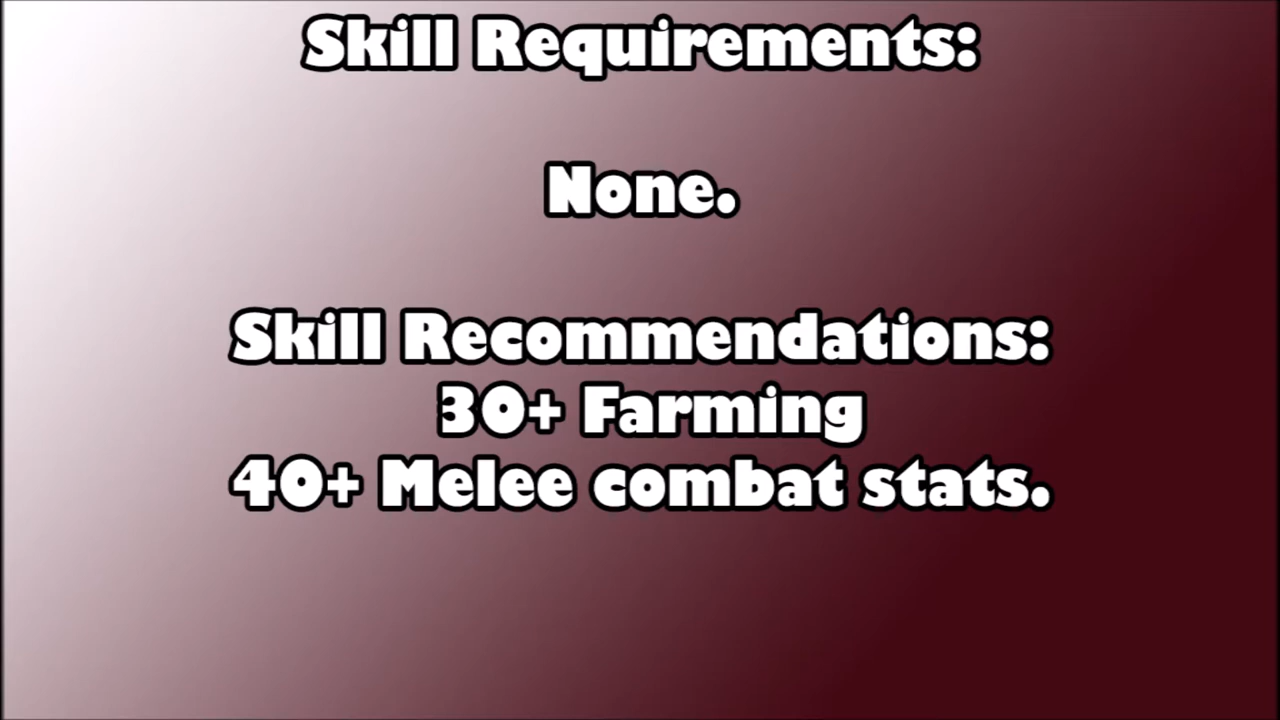 Skill Requirements:
None.
Skill Recommendations:
30+ Farming
40+ Melee combat stats.